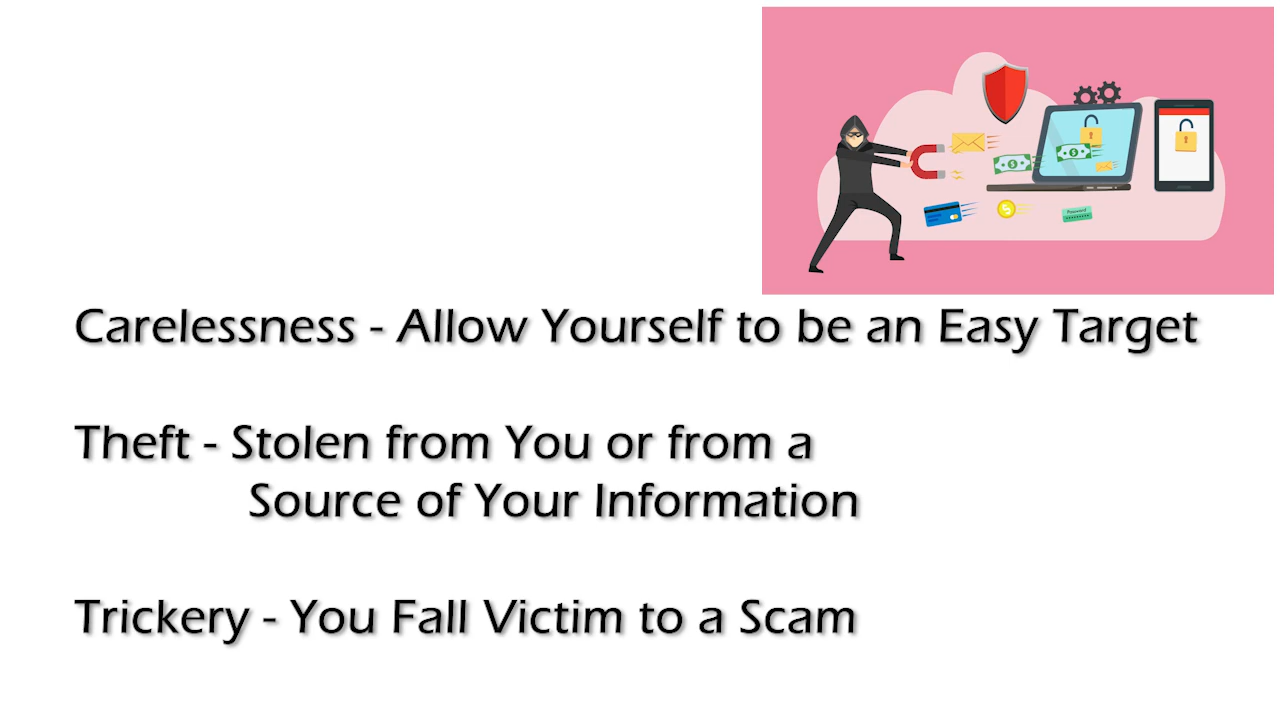 Password
Carelessness - Allow Yourself to be an Easy Target
Theft - Stolen from You or from a
Source of Your Information
Trickery - You Fall Victim to a Scam